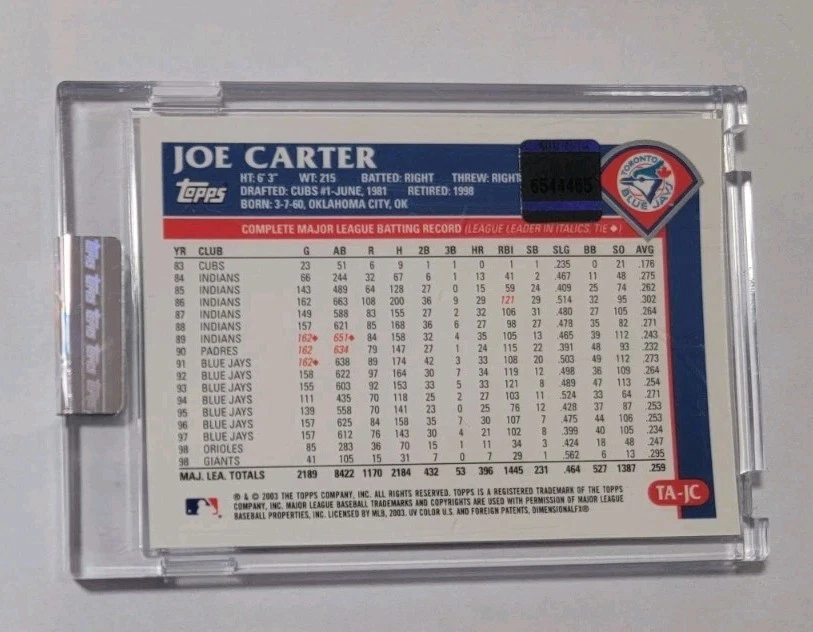 JOE CARTER
HT: 6' 3" WT: 215 BATTED: RIGHT THREW: RIGHT
DRAFTED: CUBS #1-JUNE, 1981 RETIRED: 1998
BORN: 3-7-60, OKLAHOMA CITY, OK
topps
6544465
TORONTO
BLUE JAYS
COMPLETE MAJOR LEAGUE BATTING RECORD (LEAGUE LEADER IN ITALICS, TIE ◆)
YR CLUB G AB R H 2B 3B HR RBI SB SLG BB SO AVG
83 CUBS 23 51 6 9 1 1 0 1 1 .235 0 21 .176
84 INDIANS 66 244 32 67 6 1 13 41 2 .467 11 48 .275
85 INDIANS 143 489 64 128 27 0 15 59 24 .409 25 74 .262
86 INDIANS 162 663 108 200 36 9 29 121 29 .514 32 95 .302
87 INDIANS 149 588 83 155 27 2 32 106 31 .480 27 105 .264
88 INDIANS 157 621 85 168 36 6 27 98 27 .478 35 82 .271
89 INDIANS 162◆ 651◆ 84 158 32 4 35 105 13 .465 39 112 .243
90 PADRES 162 634 79 147 27 1 24 115 22 .391 48 93 .232
91 BLUE JAYS 162◆ 638 89 174 42 3 33 108 20 .503 49 112 .273
92 BLUE JAYS 158 622 97 164 30 7 34 119 12 .498 36 109 .264
93 BLUE JAYS 155 603 92 153 33 5 33 121 8 .489 47 113 .254
94 BLUE JAYS 111 435 70 118 25 2 27 103 11 .524 33 64 .271
95 BLUE JAYS 139 558 70 141 23 0 25 76 12 .428 37 87 .253
96 BLUE JAYS 157 625 84 158 35 7 30 107 7 .475 44 106 .253
97 BLUE JAYS 157 612 76 143 30 4 21 102 8 .399 40 105 .234
98 ORIOLES 85 283 36 70 15 1 11 34 3 .424 18 48 .247
98 GIANTS 41 105 15 31 7 0 7 29 1 .562 6 13 .295
MAJ. LEA. TOTALS 2189 8422 1170 2184 432 53 396 1445 231 .464 527 1387 .259
® & © 2003 THE TOPPS COMPANY, INC. ALL RIGHTS RESERVED. TOPPS IS A REGISTERED TRADEMARK OF THE TOPPS
COMPANY, INC. MAJOR LEAGUE BASEBALL TRADEMARKS AND COPYRIGHTS ARE USED WITH PERMISSION OF MAJOR LEAGUE
BASEBALL PROPERTIES, INC. LICENSED BY MLB, 2003. UV COLOR U.S. AND FOREIGN PATENTS, DIMENSIONALFX®
TA-JC